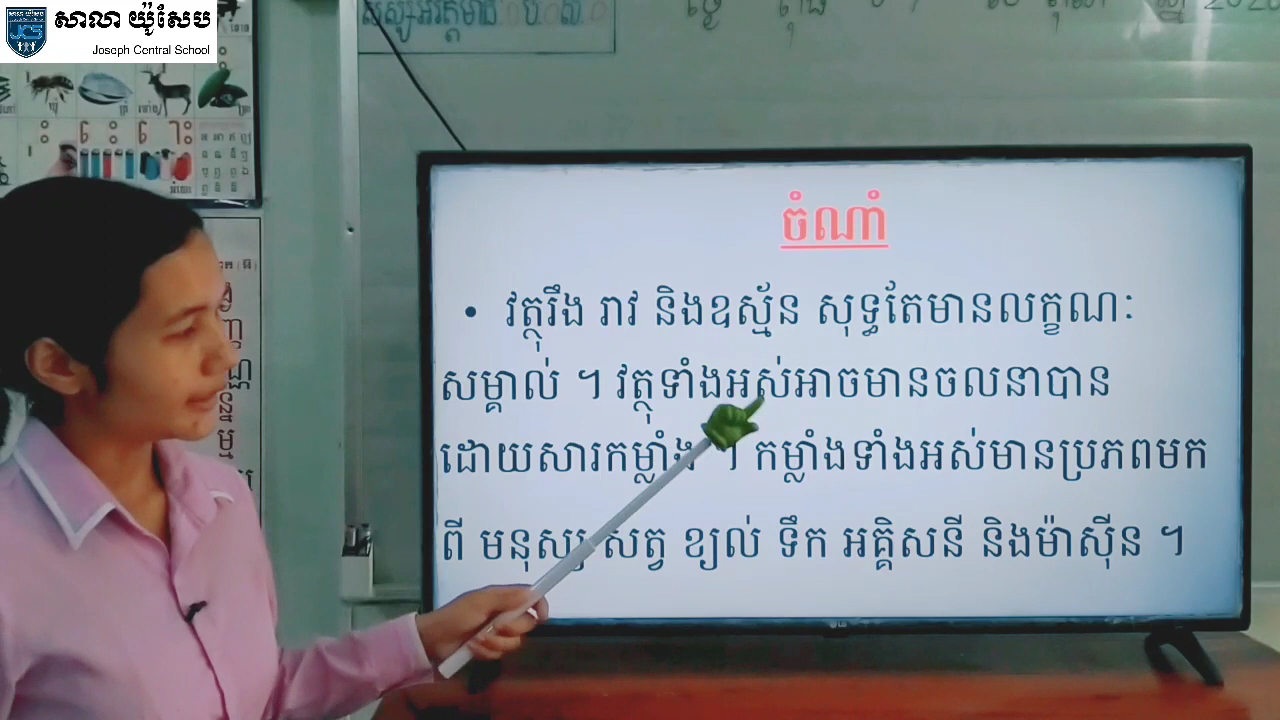 សាលា យ៉ូសែប
Joseph Central School
ចំណាំ
• វត្ថុរឹង រាវ និងឧស្ម័ន សុទ្ធតែមានលក្ខណៈ
សម្គាល់ ។ វត្ថុទាំងអស់អាចមានចលនាបាន
ដោយសារកម្លាំង ។ កម្លាំងទាំងអស់មានប្រភពមក
ពី មនុស្ស សត្វ ខ្យល់ ទឹក អគ្គិសនី និងម៉ាស៊ីន ។